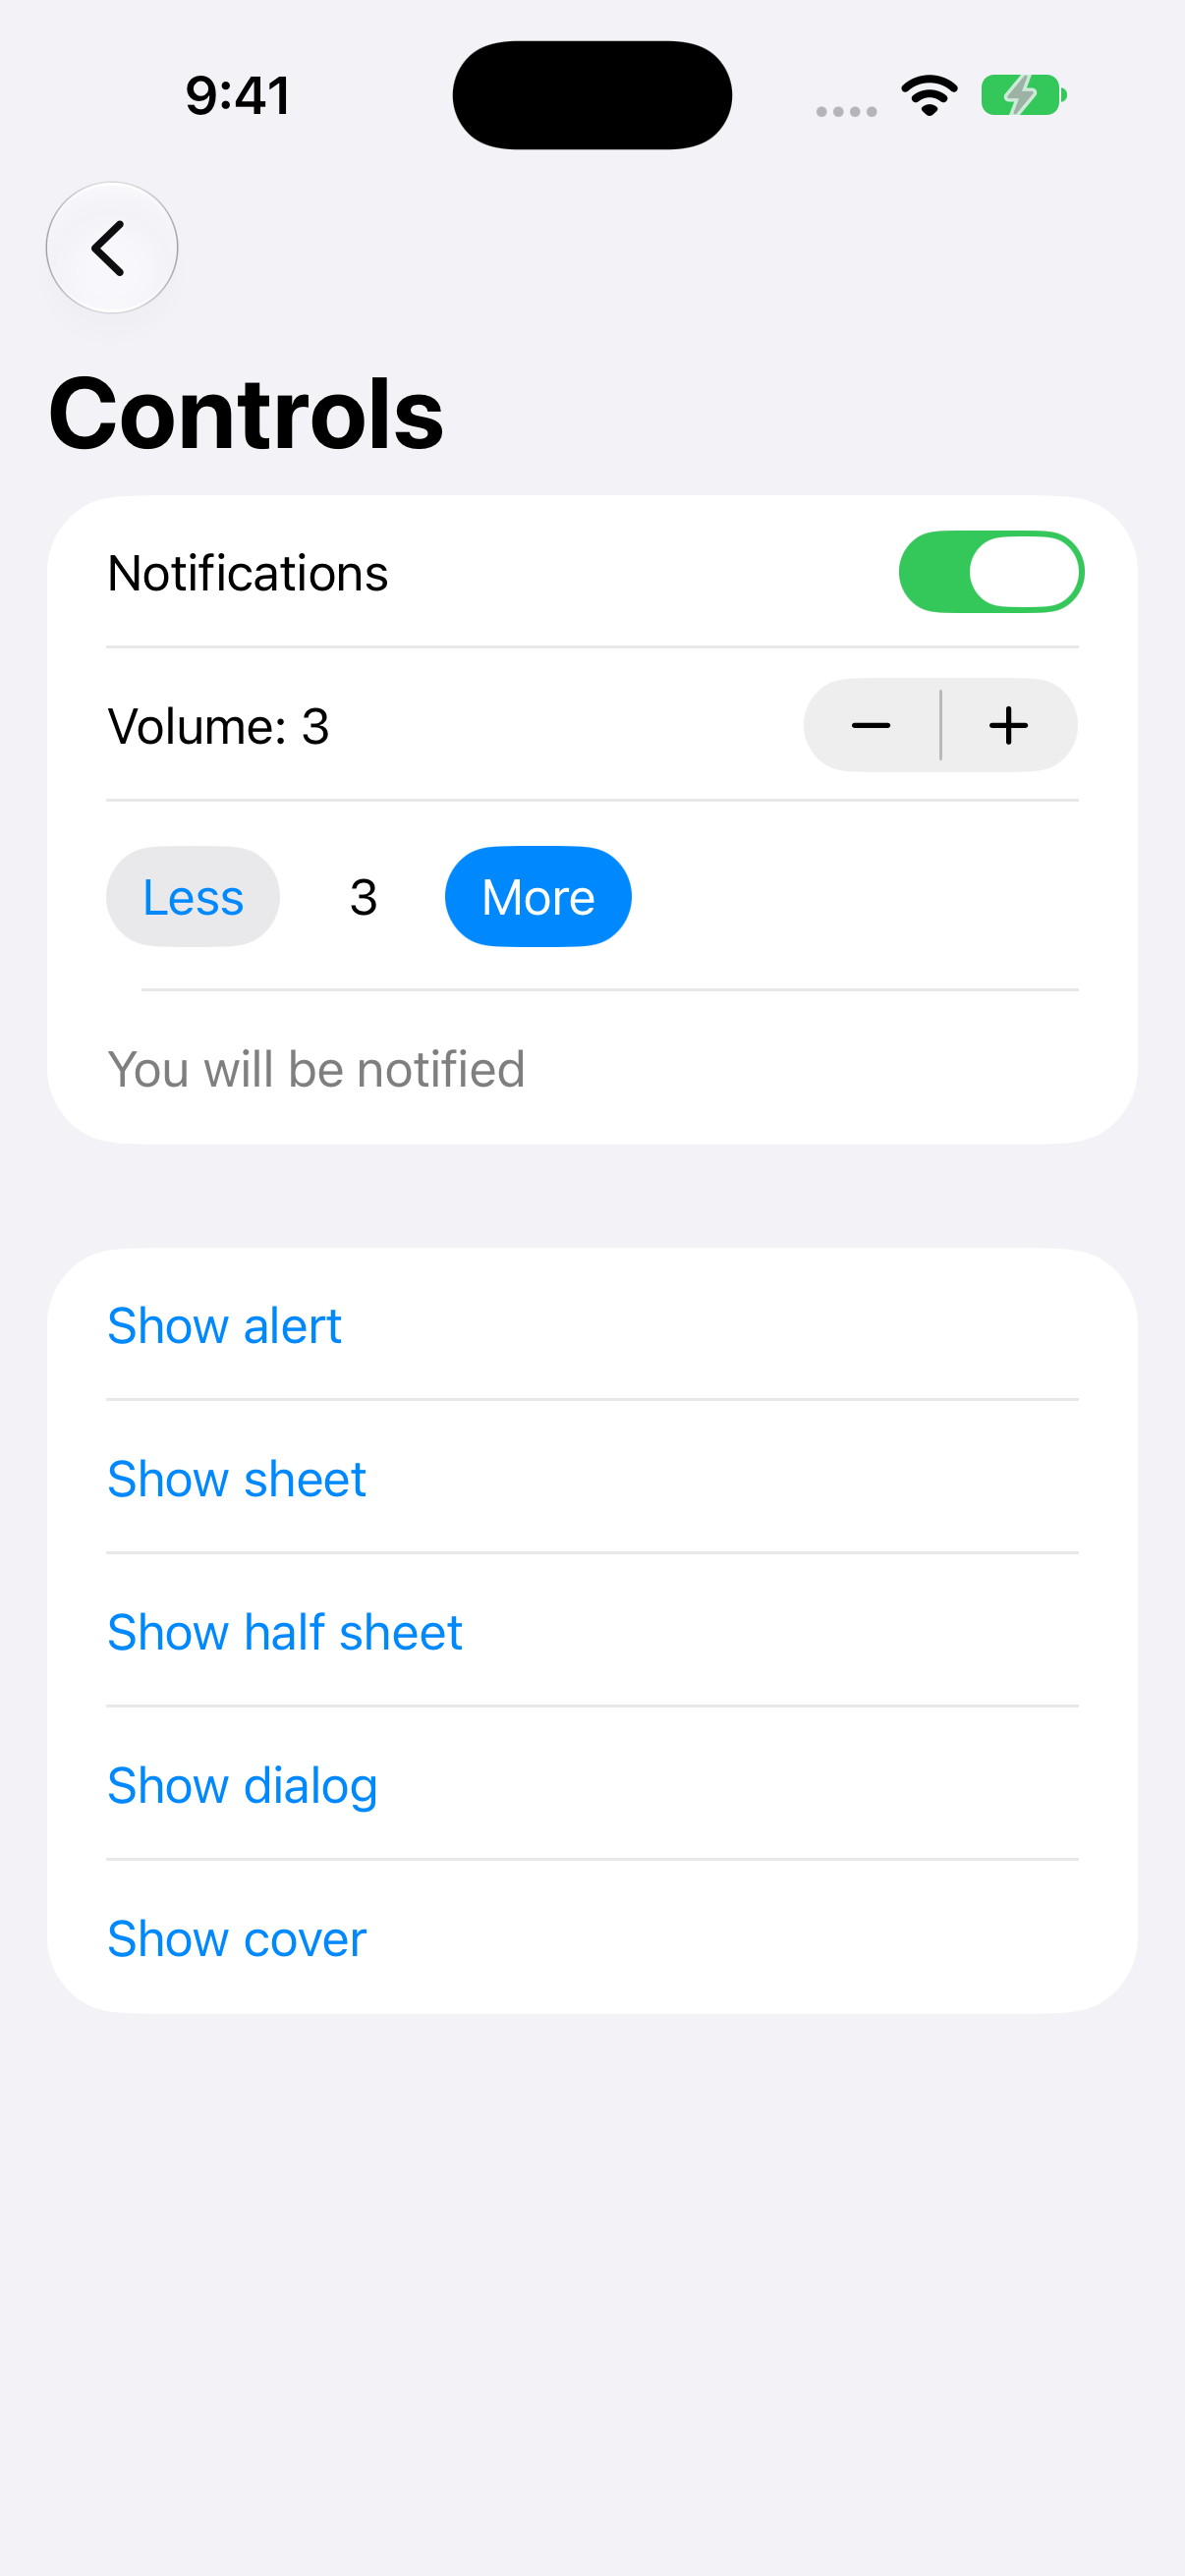 9:41
Controls
Notifications
Volume: 3
Less 3 More
You will be notified
Show alert
Show sheet
Show half sheet
Show dialog
Show cover